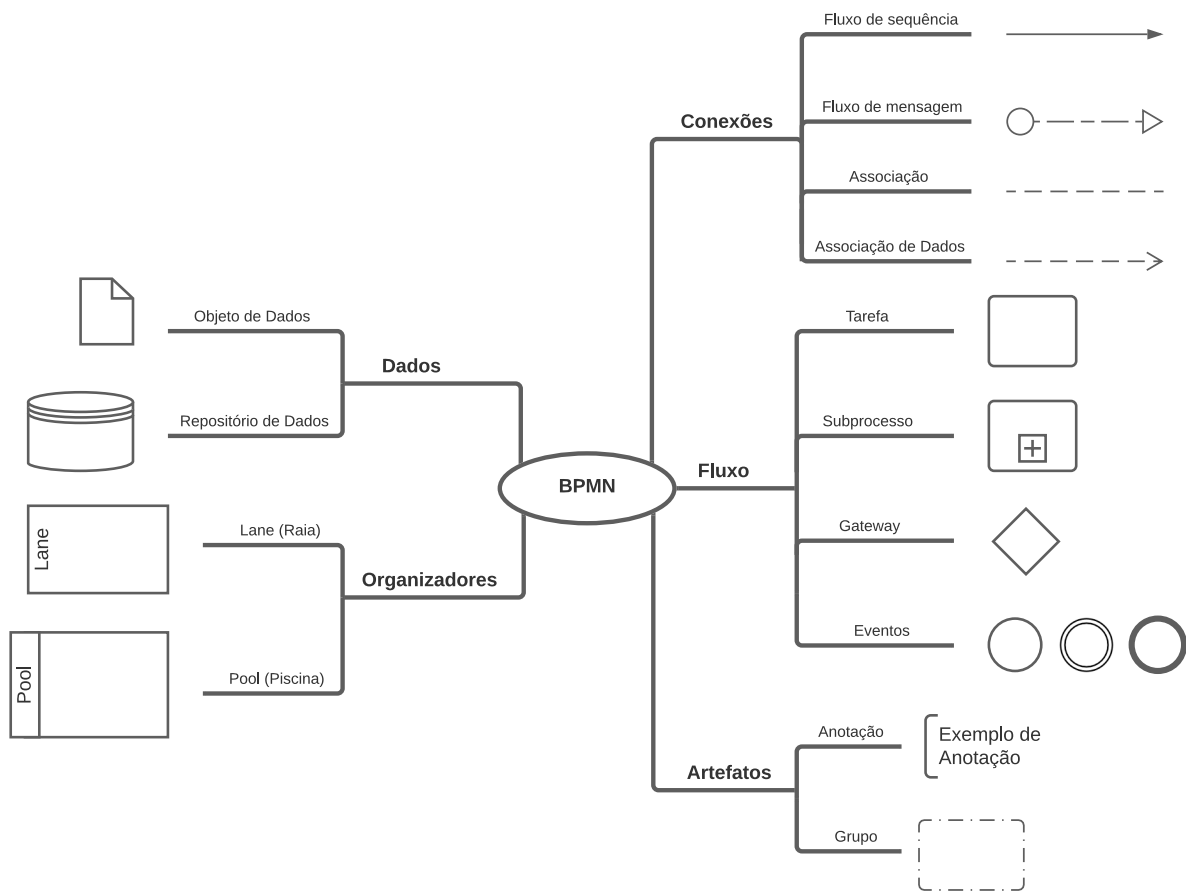 Fluxo de sequência
Fluxo de mensagem
Conexões
Associação
Associação de Dados
Objeto de Dados
Dados
Repositório de Dados
Tarefa
Subprocesso
Fluxo
BPMN
Gateway
Eventos
Lane
Lane (Raia)
Organizadores
Pool
Pool (Piscina)
Anotação
Exemplo de
Anotação
Artefatos
Grupo